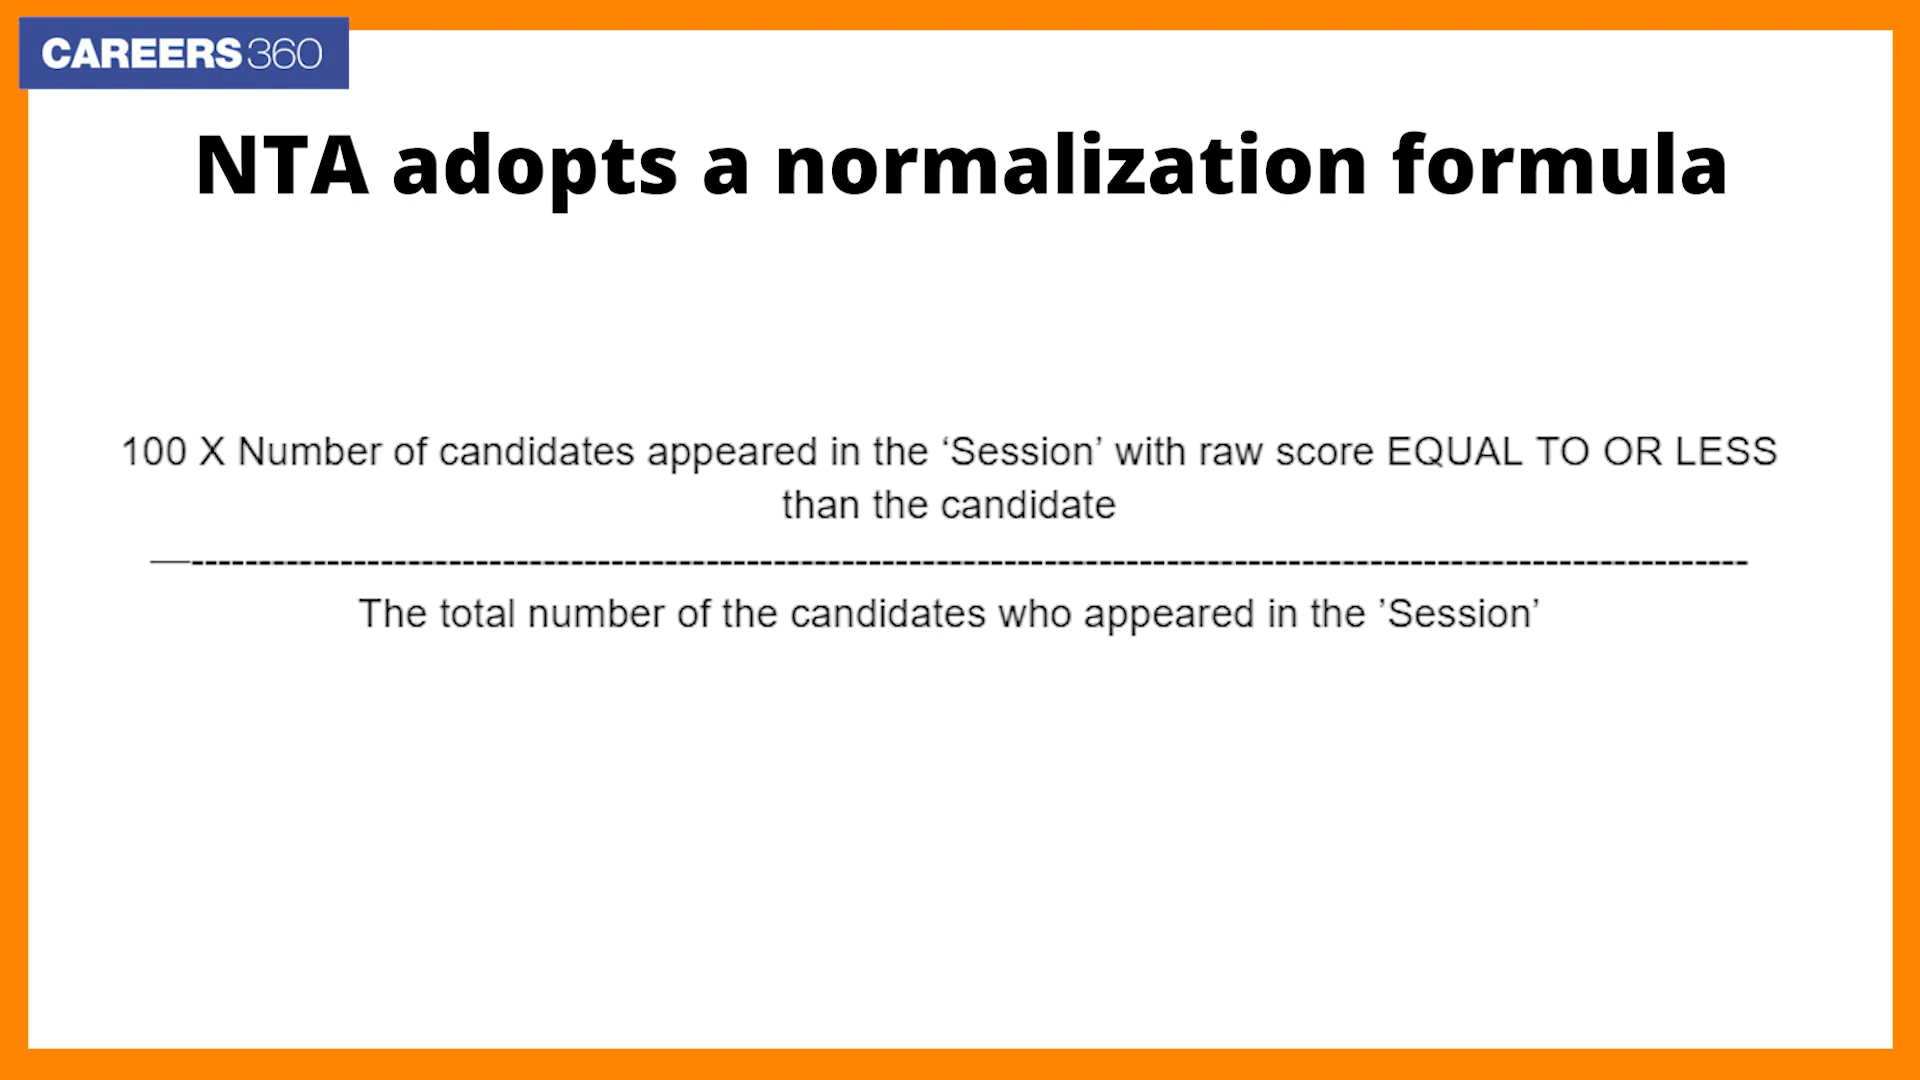 CAREERS360
NTA adopts a normalization formula
100 X Number of candidates appeared in the ‘Session’ with raw score EQUAL TO OR LESS
than the candidate
The total number of the candidates who appeared in the ’Session’